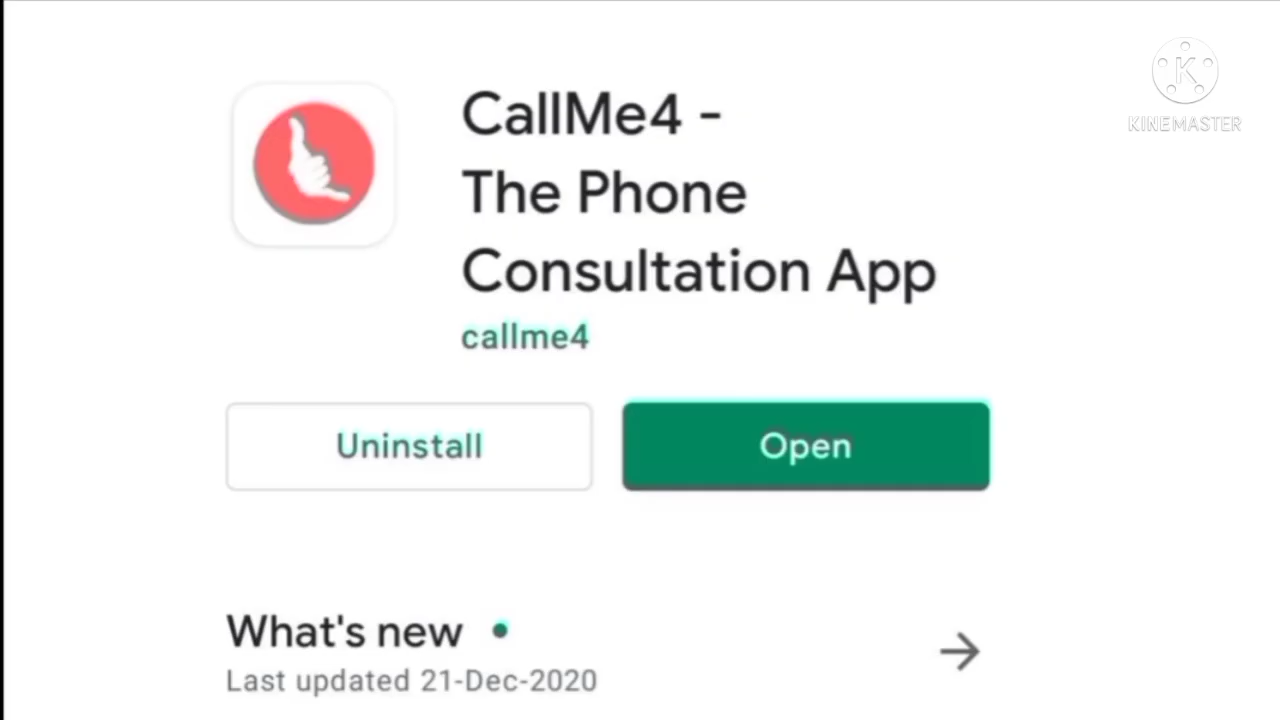 CallMe4 -
The Phone
Consultation App
callme4
Uninstall
Open
What's new
Last updated 21-Dec-2020
KINEMASTER